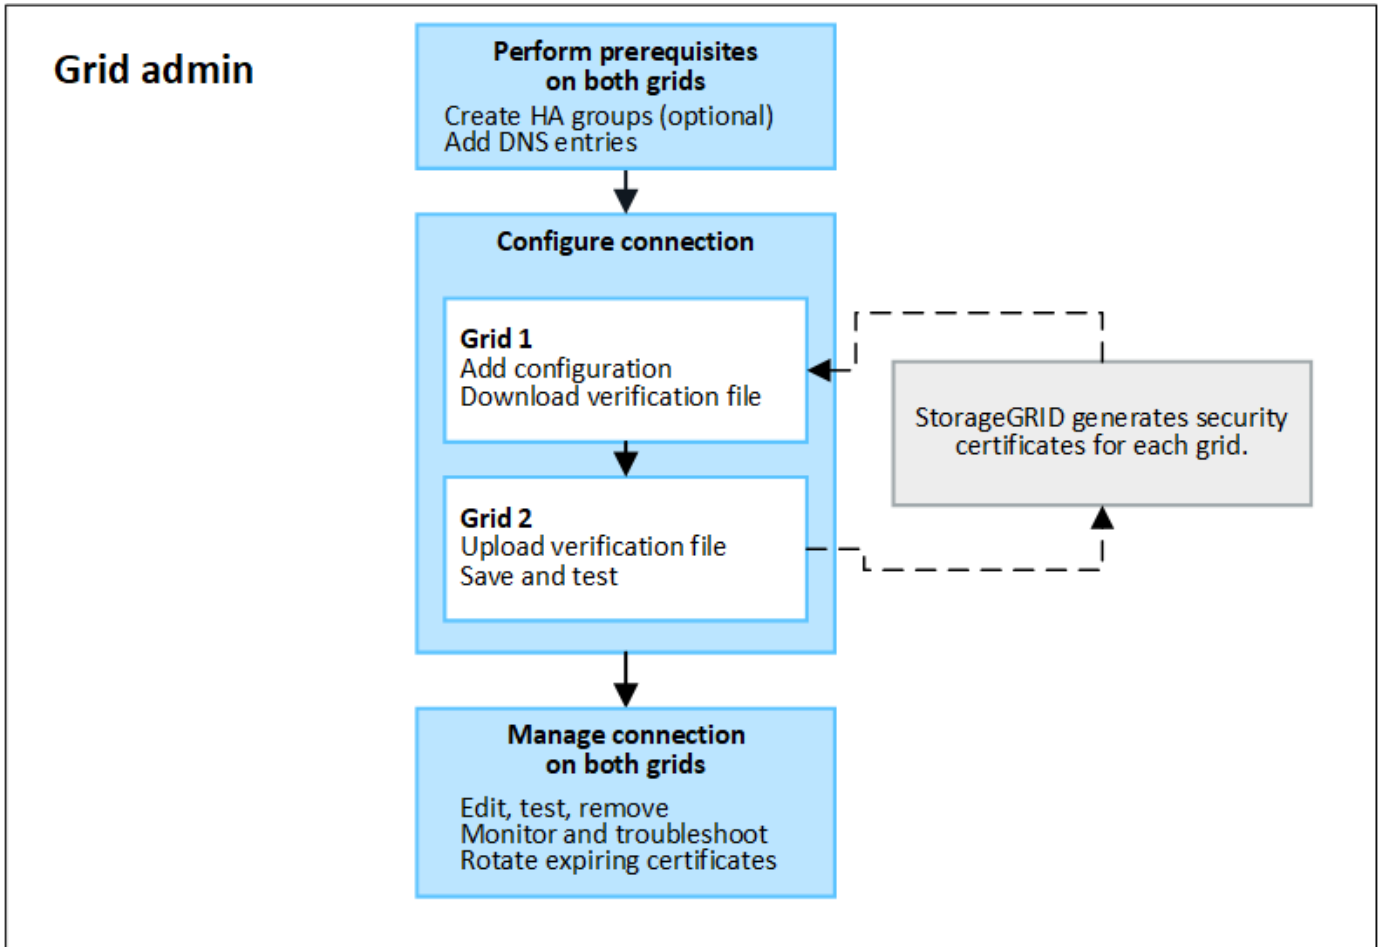 Grid admin
Perform prerequisites
on both grids
Create HA groups (optional)
Add DNS entries
Configure connection
Grid 1
Add configuration
Download verification file
StorageGRID generates security
certificates for each grid.
Grid 2
Upload verification file
Save and test
Manage connection
on both grids
Edit, test, remove
Monitor and troubleshoot
Rotate expiring certificates